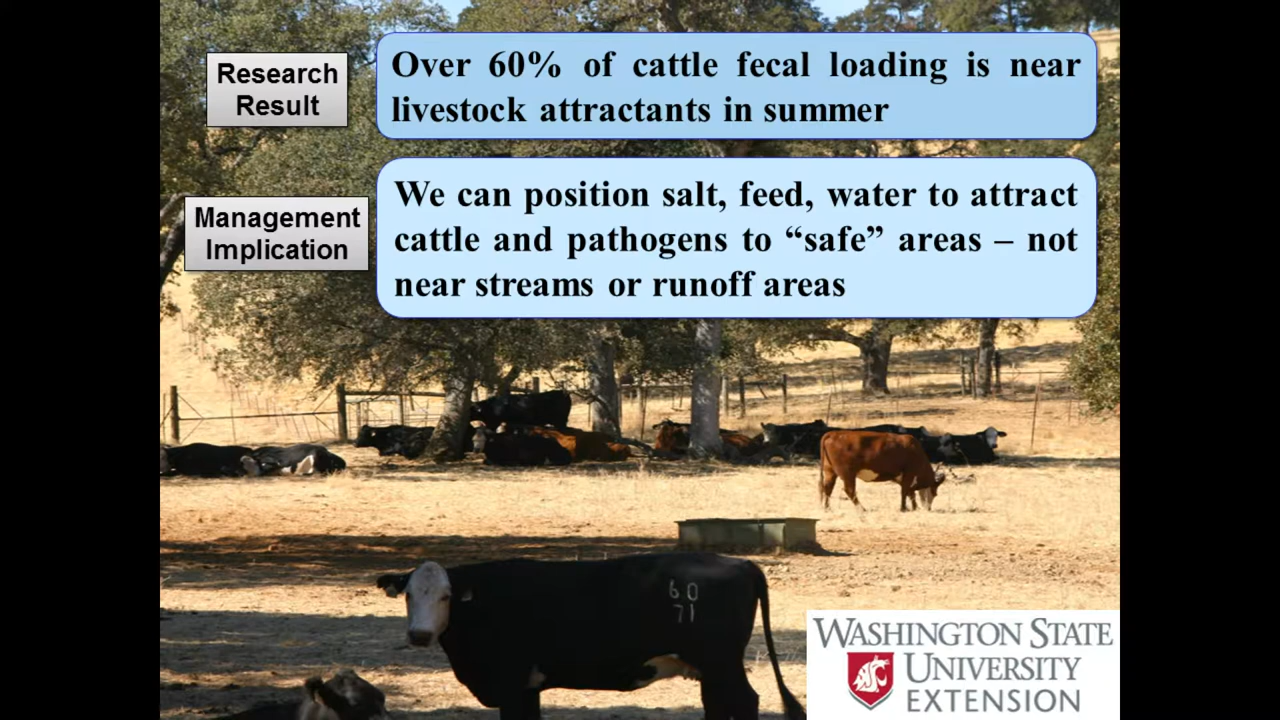 Research
Result
Over 60% of cattle fecal loading is near
livestock attractants in summer
Management
Implication
We can position salt, feed, water to attract
cattle and pathogens to “safe” areas – not
near streams or runoff areas
60
71
WASHINGTON STATE
UNIVERSITY
EXTENSION